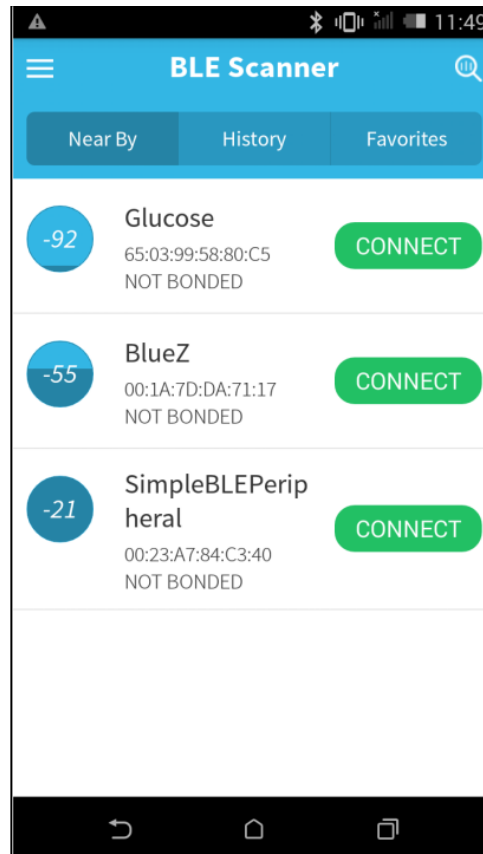 11:49
BLE Scanner
Near By History Favorites
-92
Glucose
65:03:99:58:80:C5
NOT BONDED
CONNECT
-55
BlueZ
00:1A:7D:DA:71:17
NOT BONDED
CONNECT
-21
SimpleBLEPerip
heral
00:23:A7:84:C3:40
NOT BONDED
CONNECT